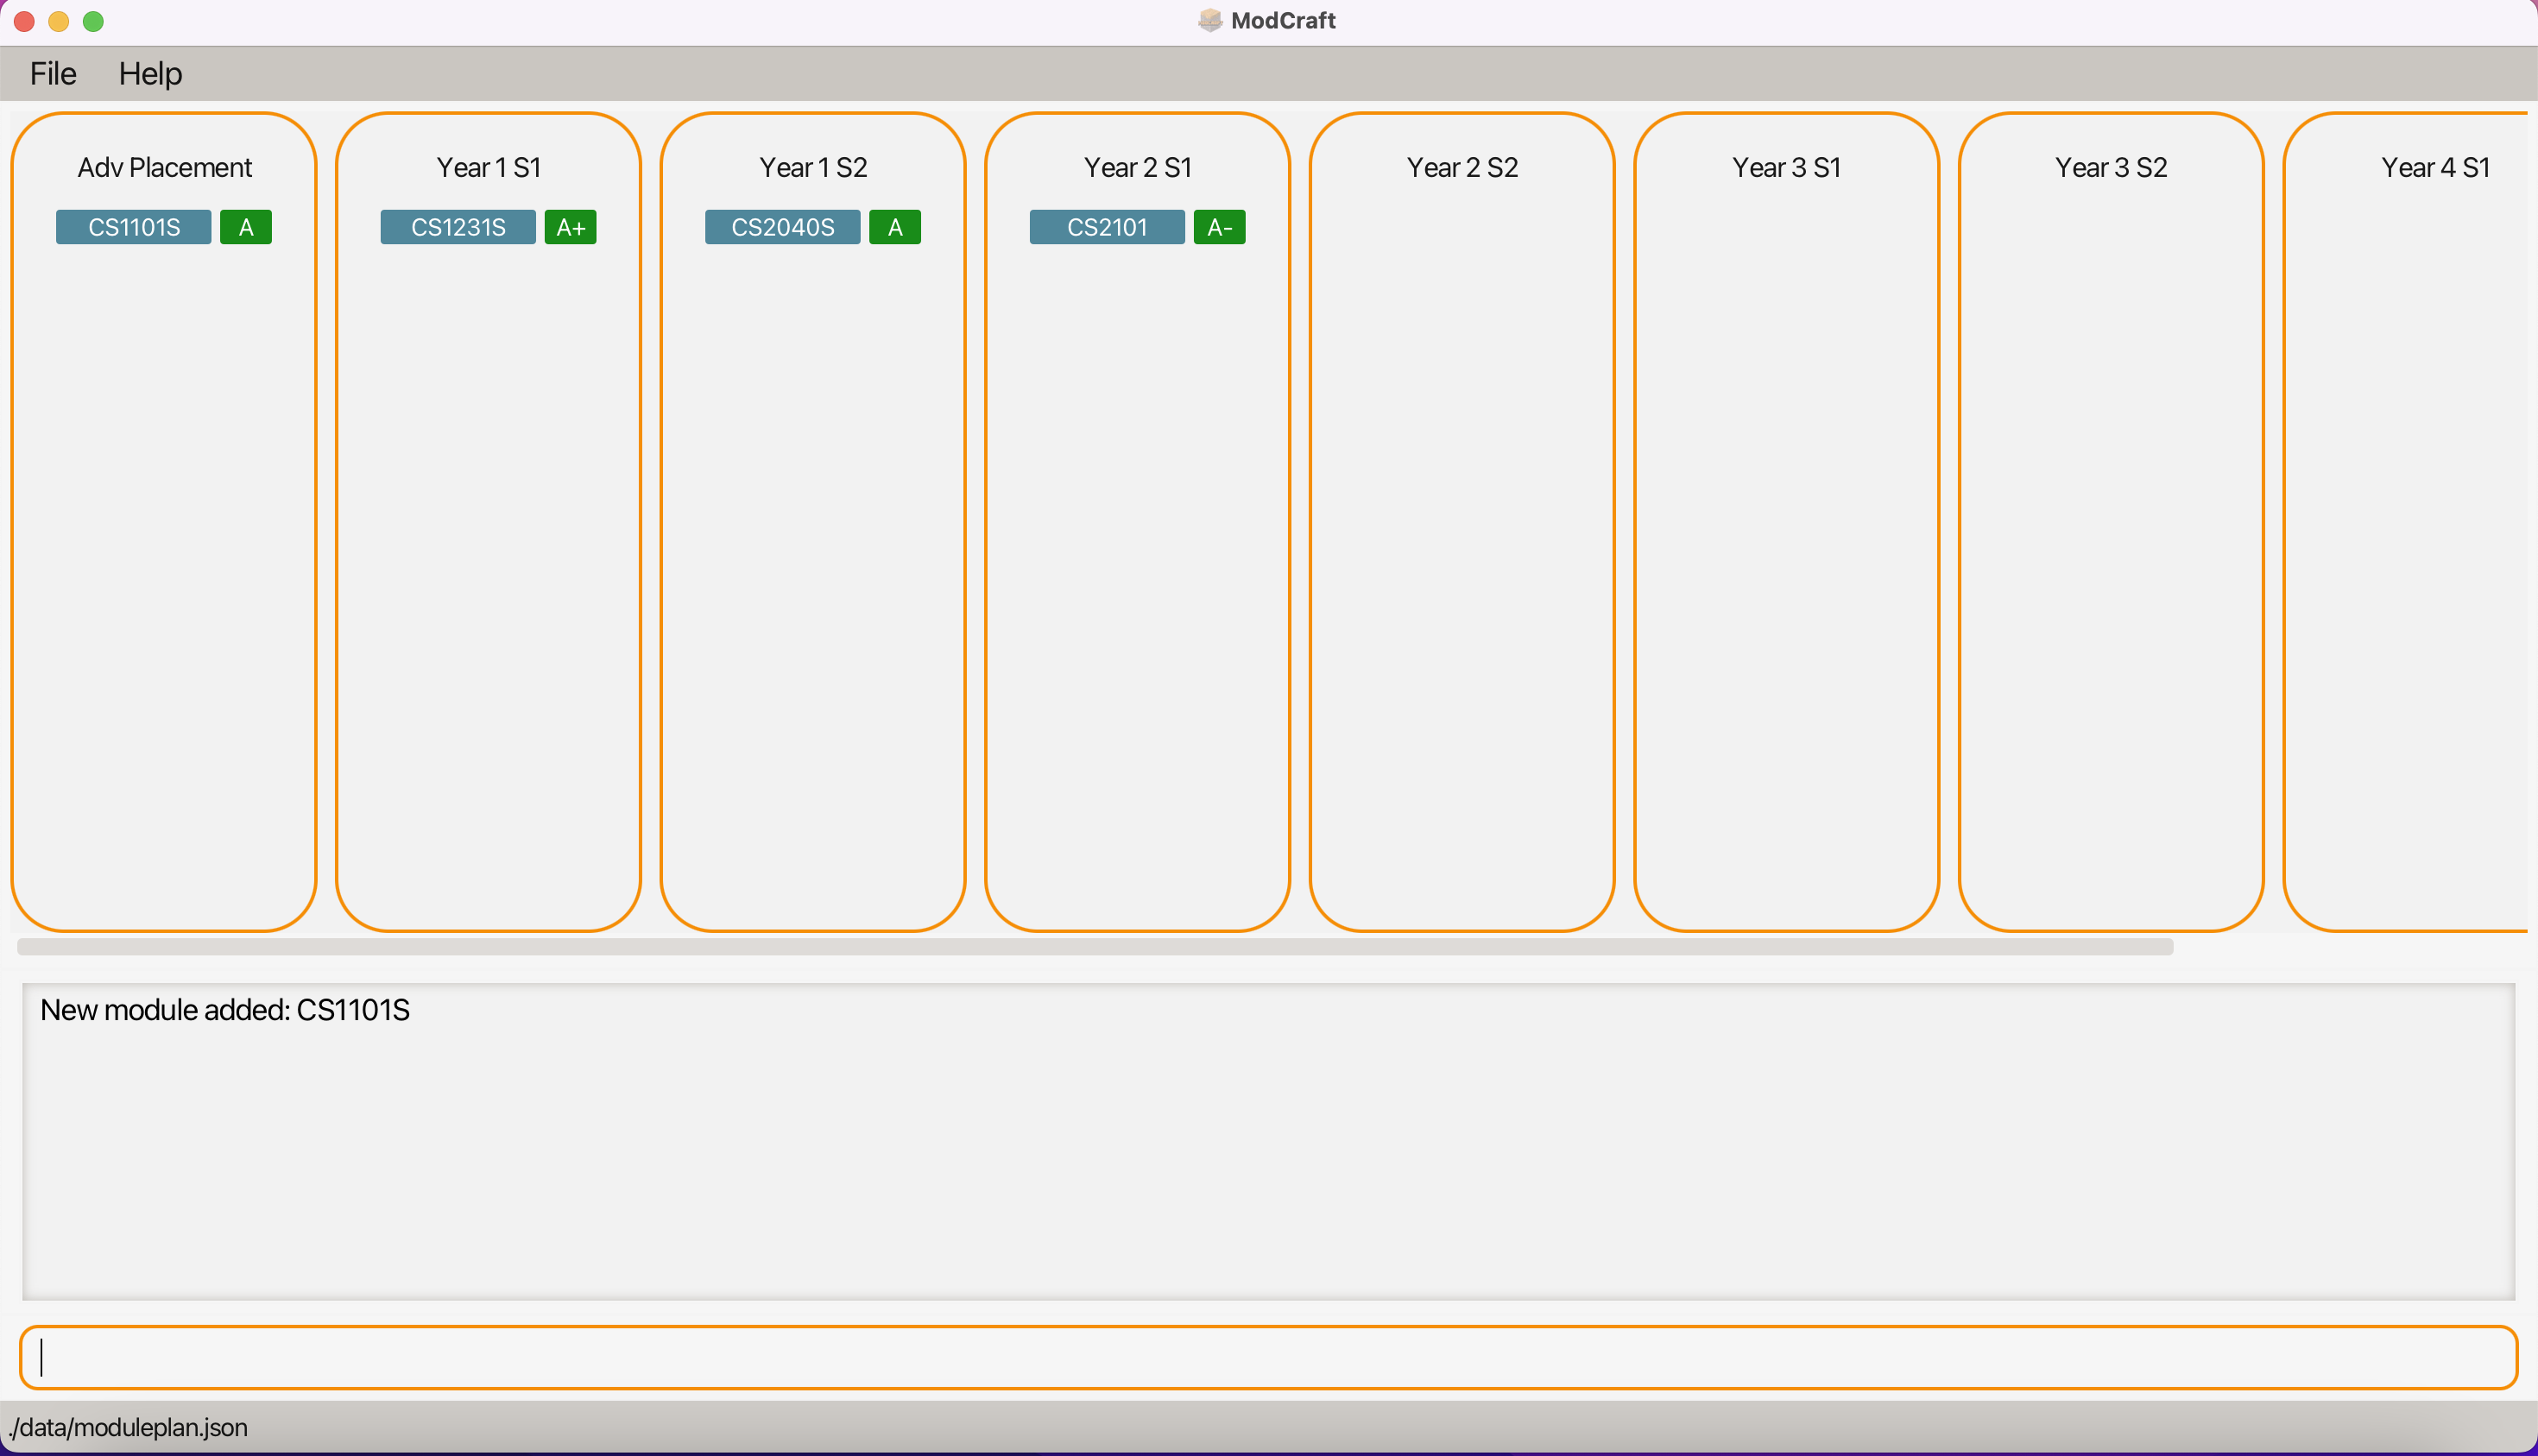 ModCraft
File Help
Adv Placement
CS1101S A
Year 1 S1
CS1231S A+
Year 1 S2
CS2040S A
Year 2 S1
CS2101 A-
Year 2 S2
Year 3 S1
Year 3 S2
Year 4 S1
New module added: CS1101S
./data/moduleplan.json